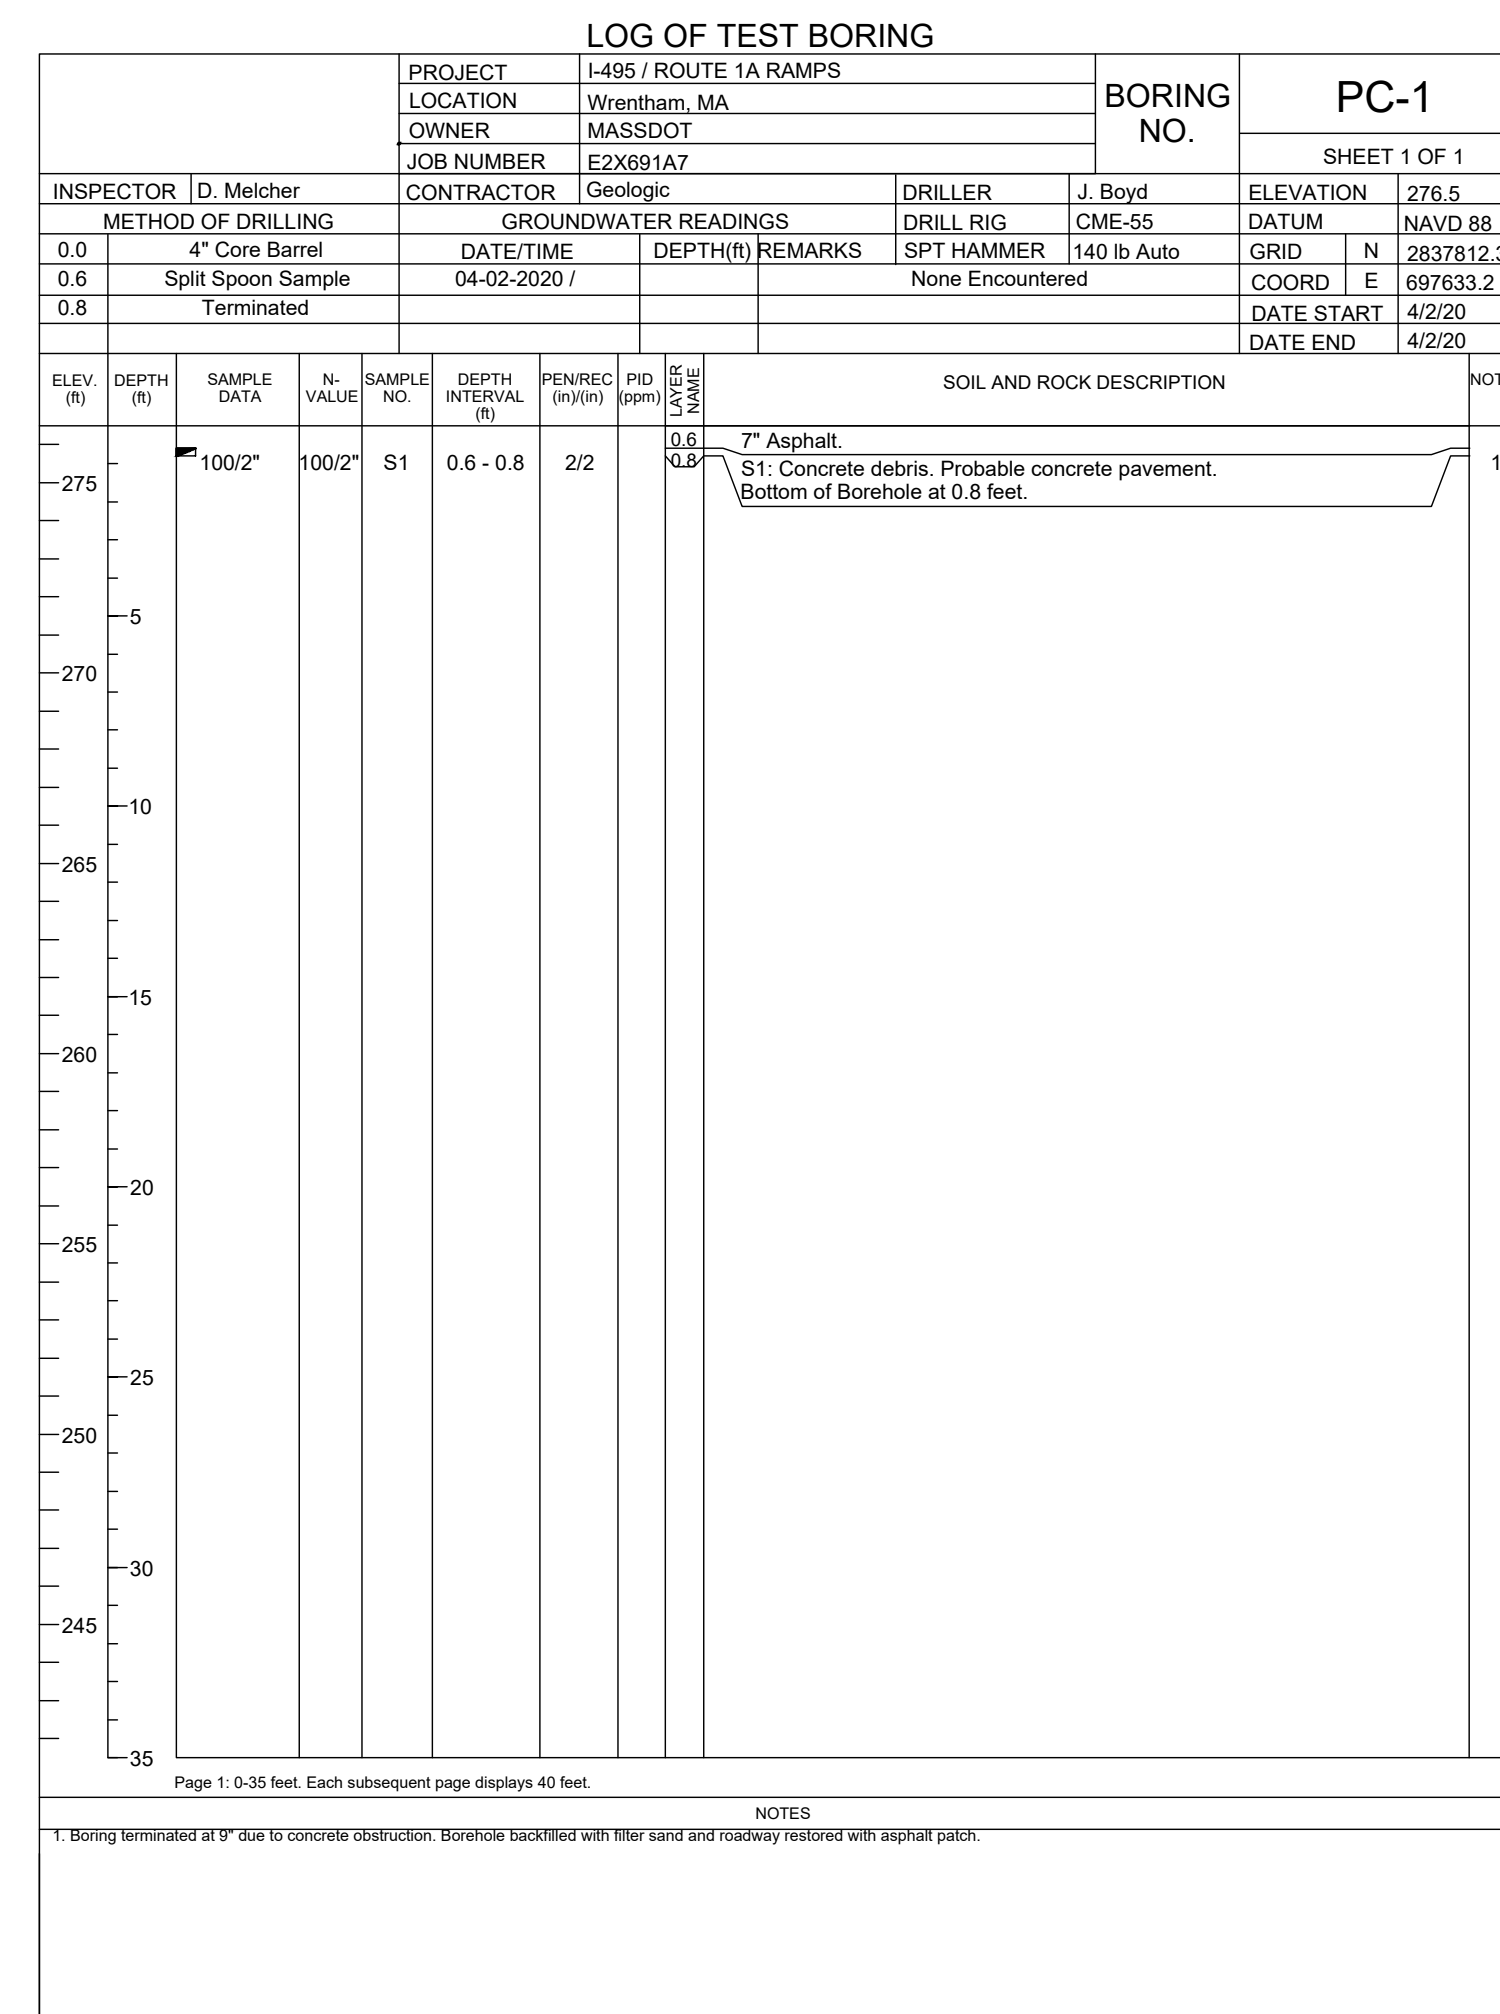 LOG OF TEST BORING
PROJECT I-495 / ROUTE 1A RAMPS
LOCATION Wrentham, MA
OWNER MASSDOT
JOB NUMBER E2X691A7
BORING NO. PC-1
SHEET 1 OF 1
INSPECTOR D. Melcher CONTRACTOR Geologic DRILLER J. Boyd ELEVATION 276.5
METHOD OF DRILLING GROUNDWATER READINGS DRILL RIG CME-55 DATUM NAVD 88
0.0 4" Core Barrel DATE/TIME DEPTH(ft) REMARKS SPT HAMMER 140 lb Auto GRID N 2837812.3
0.6 Split Spoon Sample 04-02-2020 / None Encountered COORD E 697633.2
0.8 Terminated DATE START 4/2/20
DATE END 4/2/20
ELEV. (ft) DEPTH (ft) SAMPLE DATA N-VALUE SAMPLE NO. DEPTH INTERVAL (ft) PEN/REC (in)/(in) PID (ppm) LAYER NAME SOIL AND ROCK DESCRIPTION NOT
0.6 7" Asphalt.
100/2" 100/2" S1 0.6 - 0.8 2/2 0.8 S1: Concrete debris. Probable concrete pavement. 1
275 Bottom of Borehole at 0.8 feet.
5
270
10
265
15
260
20
255
25
250
30
245
35
Page 1: 0-35 feet. Each subsequent page displays 40 feet.
NOTES
1. Boring terminated at 9" due to concrete obstruction. Borehole backfilled with filter sand and roadway restored with asphalt patch.